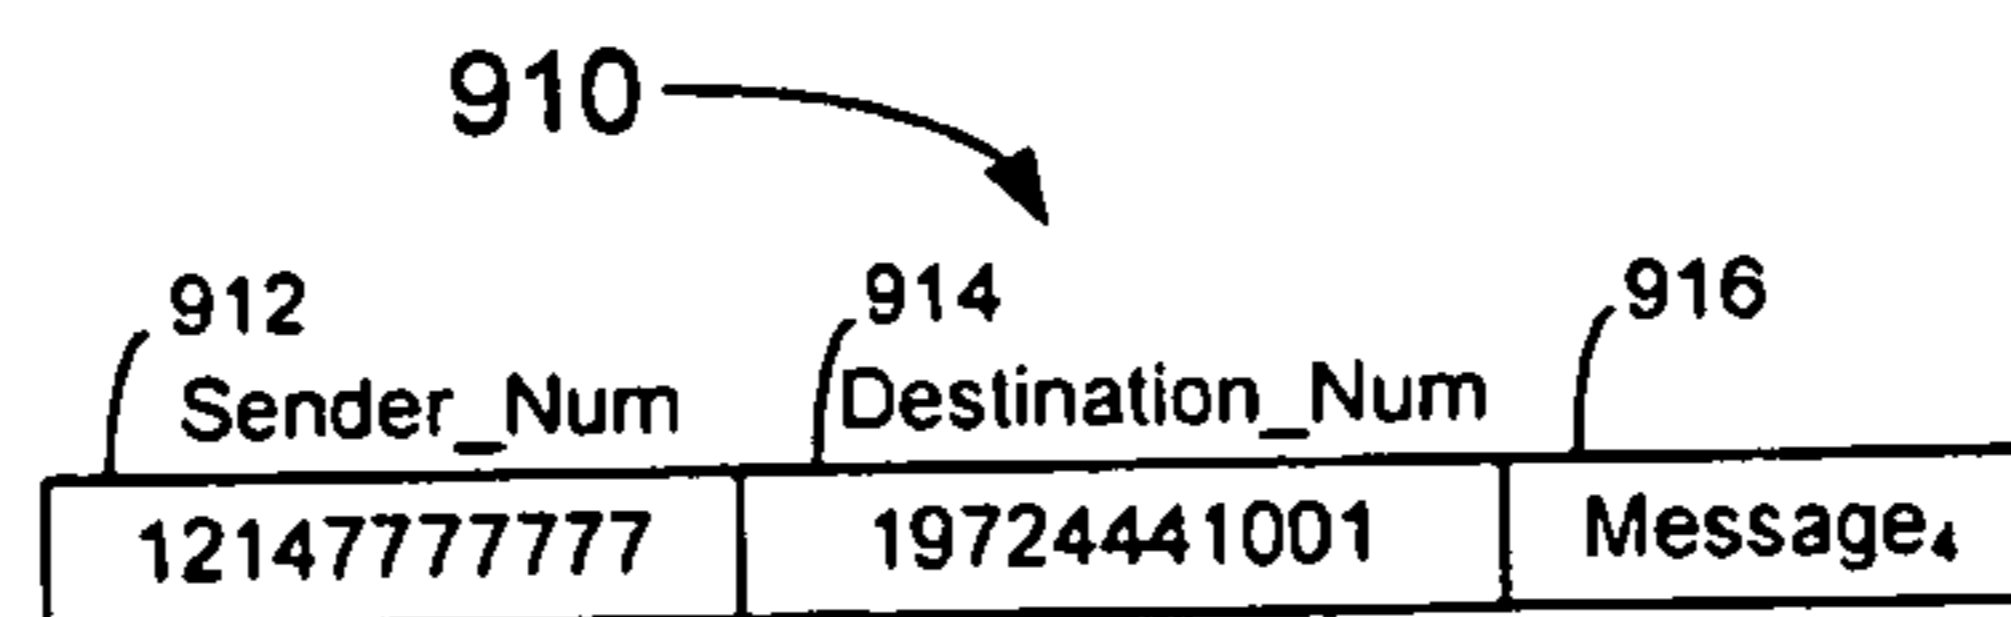 910
912 914 916
Sender_Num Destination_Num
12147777777 19724441001 Message₄